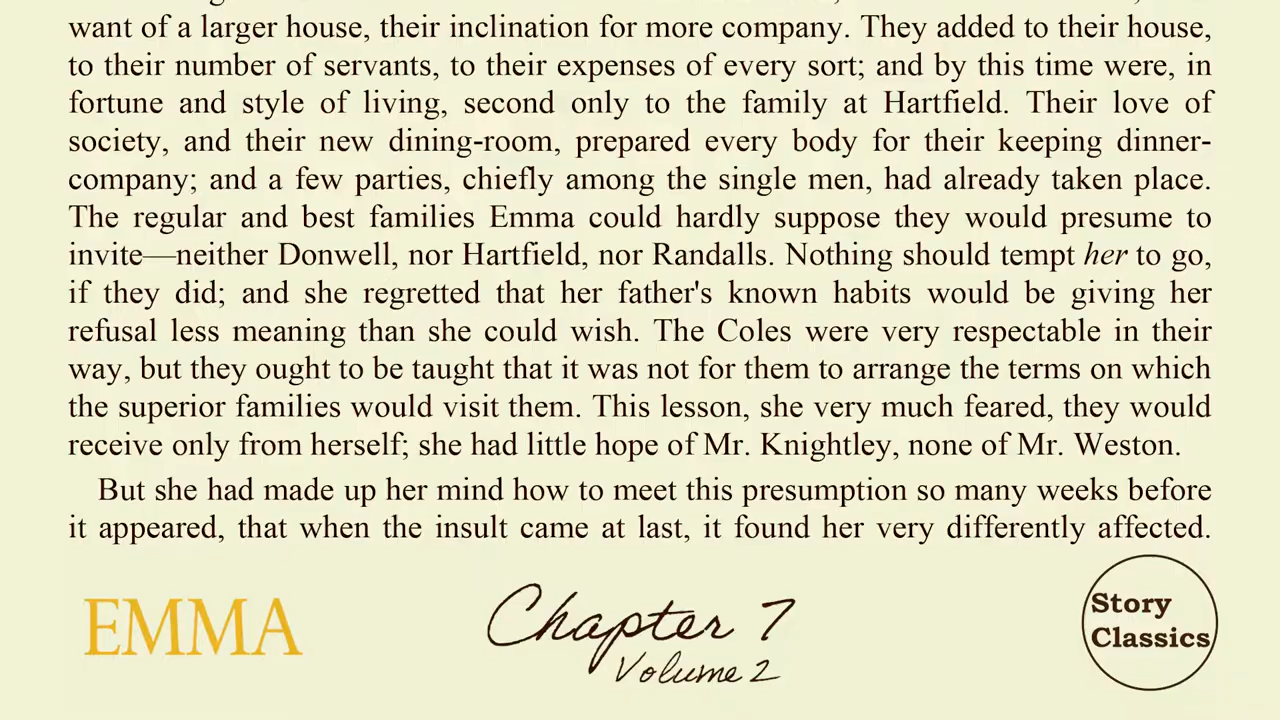 want of a larger house, their inclination for more company. They added to their house,
to their number of servants, to their expenses of every sort; and by this time were, in
fortune and style of living, second only to the family at Hartfield. Their love of
society, and their new dining-room, prepared every body for their keeping dinner-
company; and a few parties, chiefly among the single men, had already taken place.
The regular and best families Emma could hardly suppose they would presume to
invite—neither Donwell, nor Hartfield, nor Randalls. Nothing should tempt her to go,
if they did; and she regretted that her father's known habits would be giving her
refusal less meaning than she could wish. The Coles were very respectable in their
way, but they ought to be taught that it was not for them to arrange the terms on which
the superior families would visit them. This lesson, she very much feared, they would
receive only from herself; she had little hope of Mr. Knightley, none of Mr. Weston.
But she had made up her mind how to meet this presumption so many weeks before
it appeared, that when the insult came at last, it found her very differently affected.
EMMA
Chapter 7
Volume 2
Story
Classics